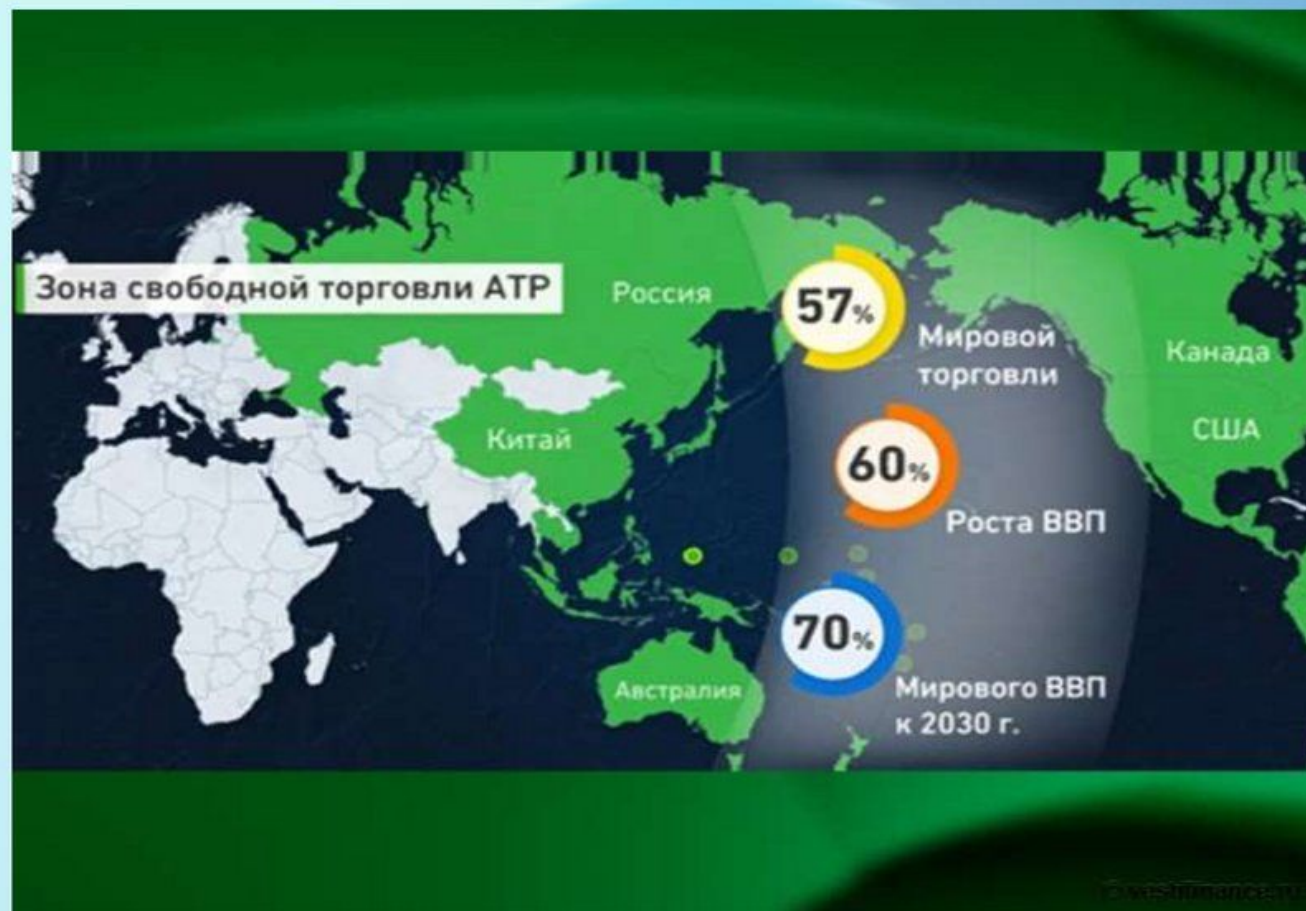 Зона свободной торговли АТР
Россия
57%
Мировой
торговли
Канада
США
Китай
60%
Роста ВВП
70%
Австралия
Мирового ВВП
к 2030 г.